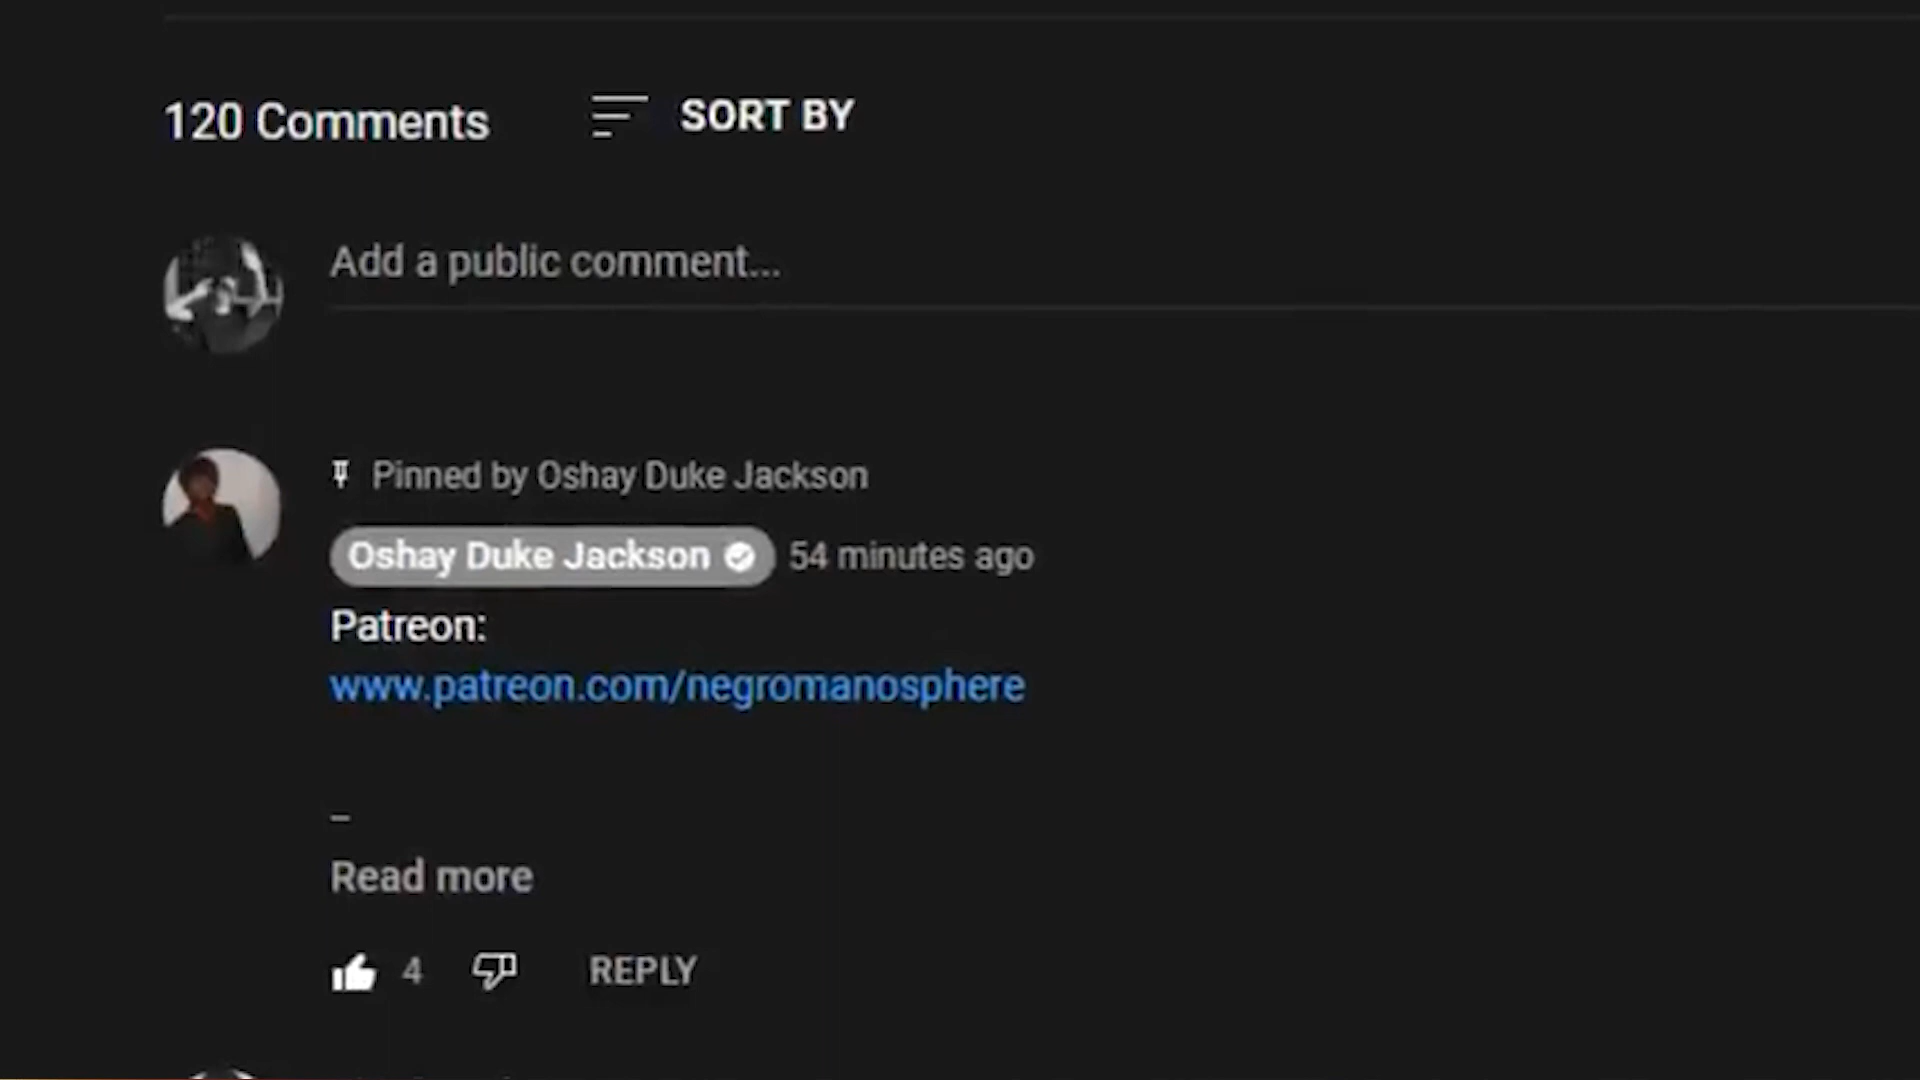 120 Comments
SORT BY
Add a public comment...
Pinned by Oshay Duke Jackson
Oshay Duke Jackson
54 minutes ago
Patreon:
www.patreon.com/negromanosphere
–
Read more
4
REPLY